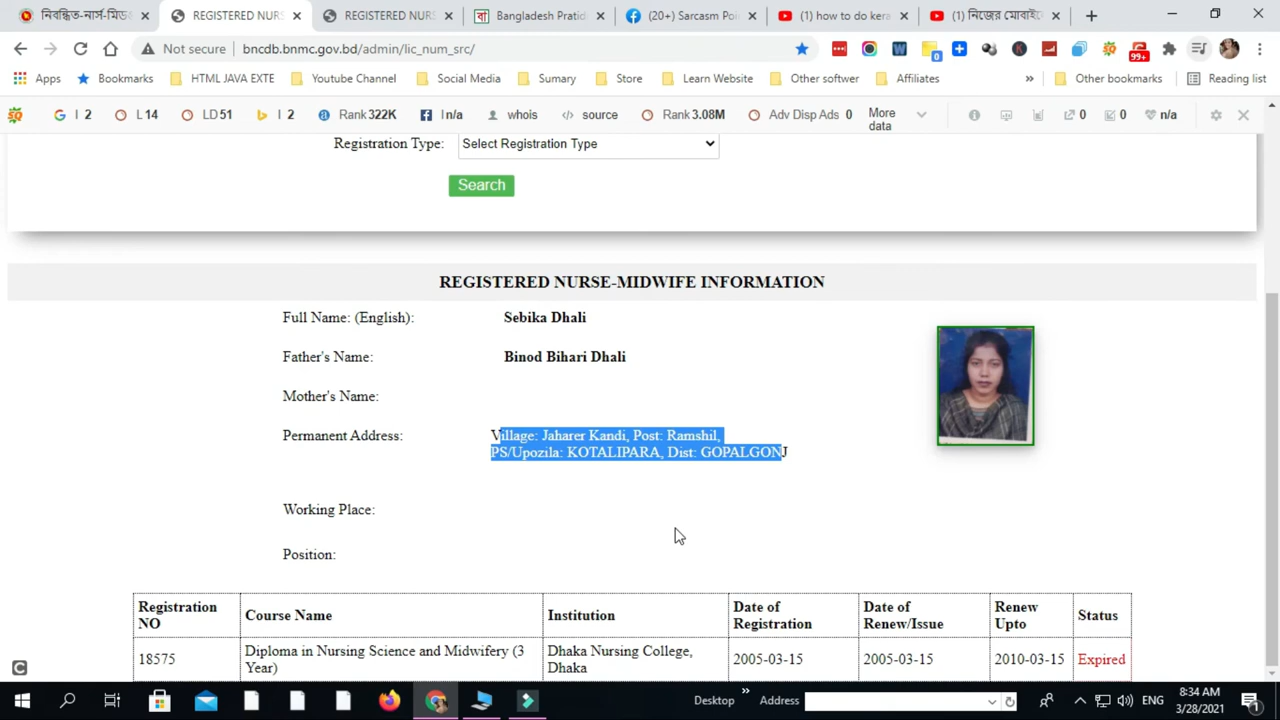 নিবন্ধিত-নার্স-মিডও
REGISTERED NURS
REGISTERED NURS
Bangladesh Pratid
(20+) Sarcasm Po
(1) how to do kera
(1) নিজের মোবাইে
Not secure
bncdb.bnmc.gov.bd/admin/lic_num_src/
0
99+
Apps
Bookmarks
HTML JAVA EXTE
Youtube Channel
Social Media
Sumary
Store
Learn Website
Other softwer
Affiliates
»
Other bookmarks
Reading list
I 2
L 14
LD 51
I 2
Rank 322K
I n/a
whois
source
Rank 3.08M
Adv Disp Ads 0
More data
0
0
n/a
Registration Type:
Select Registration Type
Search
REGISTERED NURSE-MIDWIFE INFORMATION
Full Name: (English): Sebika Dhali
Father's Name: Binod Bihari Dhali
Mother's Name:
Permanent Address: Village: Jaharer Kandi, Post: Ramshil,
PS/Upozila: KOTALIPARA, Dist: GOPALGONJ
Working Place:
Position:
Registration NO
Course Name
Institution
Date of Registration
Date of Renew/Issue
Renew Upto
Status
18575
Diploma in Nursing Science and Midwifery (3 Year)
Dhaka Nursing College, Dhaka
2005-03-15
2005-03-15
2010-03-15
Expired
Desktop
»
Address
ENG
8:34 AM
3/28/2021
1